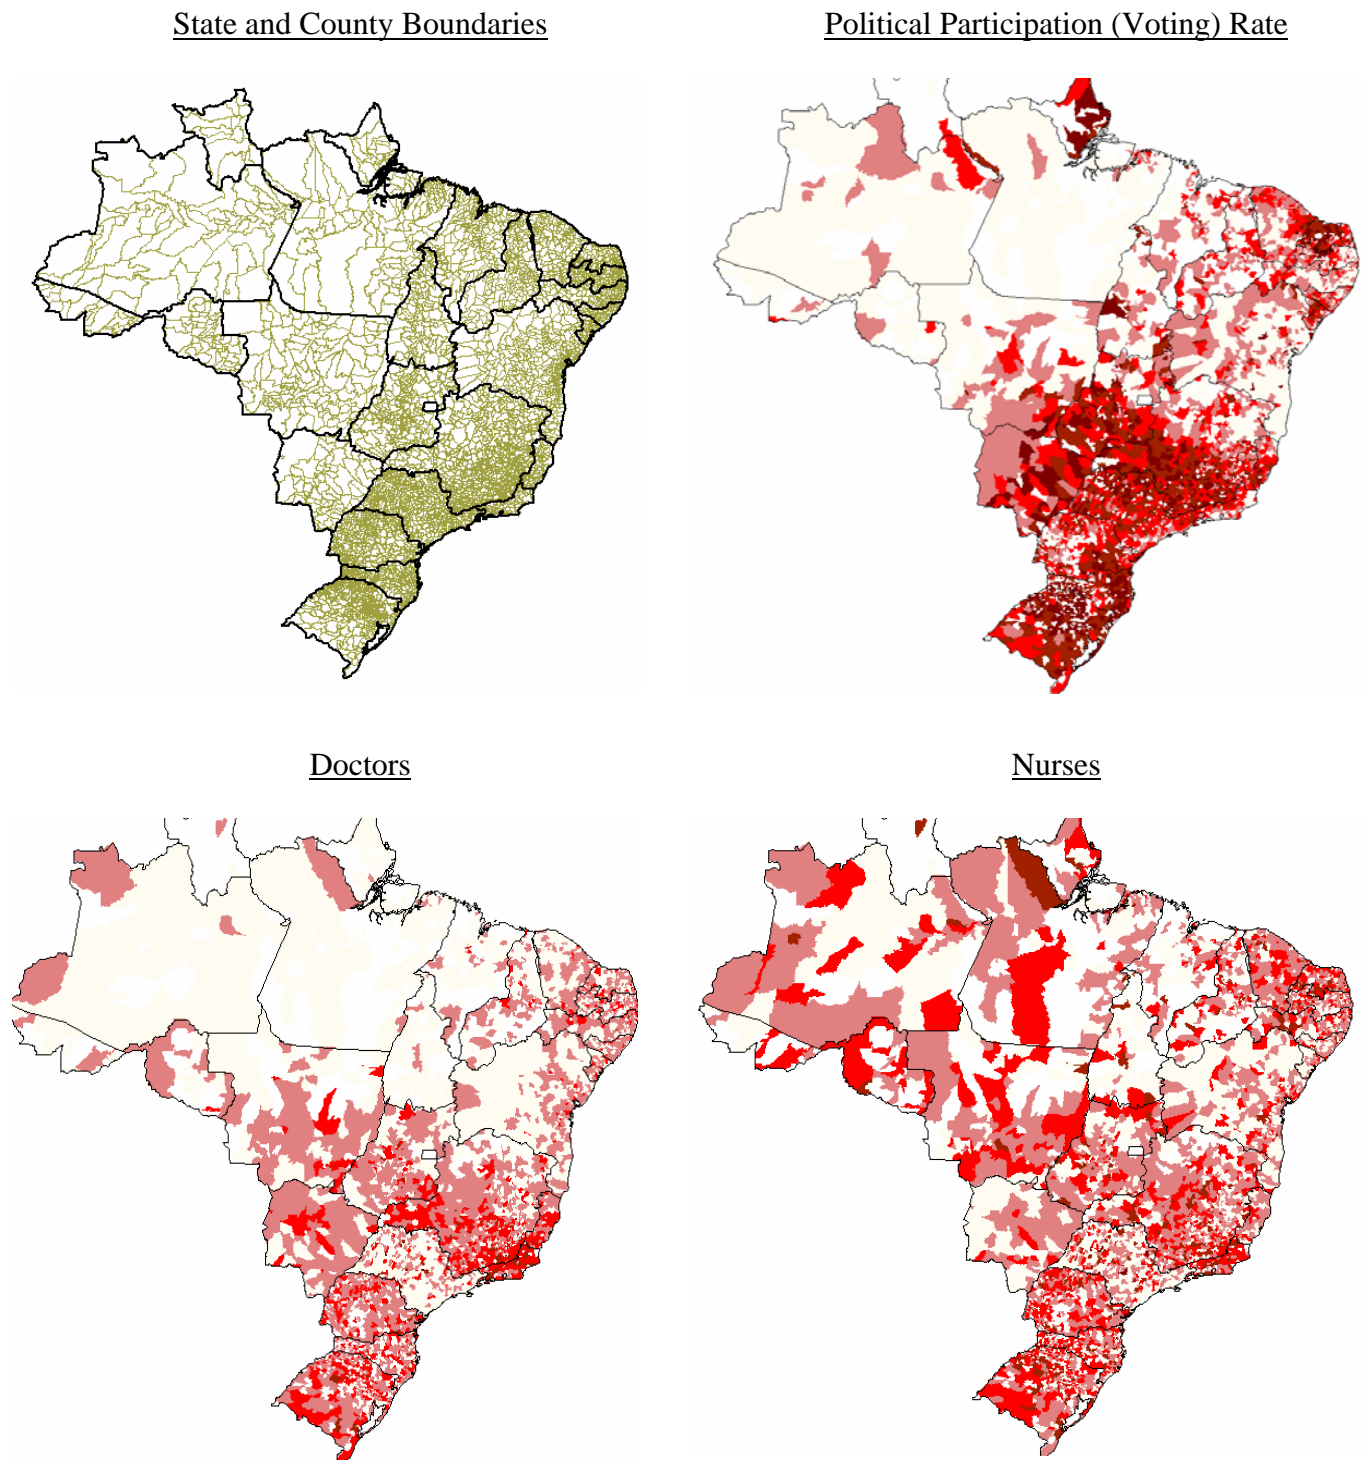 State and County Boundaries
Political Participation (Voting) Rate
Doctors
Nurses